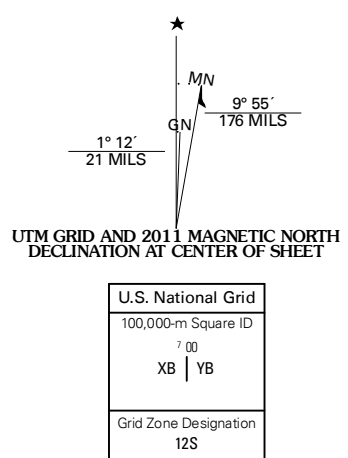 ★
MN
GN
9° 55´
176 MILS
1° 12´
21 MILS
UTM GRID AND 2011 MAGNETIC NORTH
DECLINATION AT CENTER OF SHEET
U.S. National Grid
100,000-m Square ID
7 00
XB | YB
Grid Zone Designation
12S